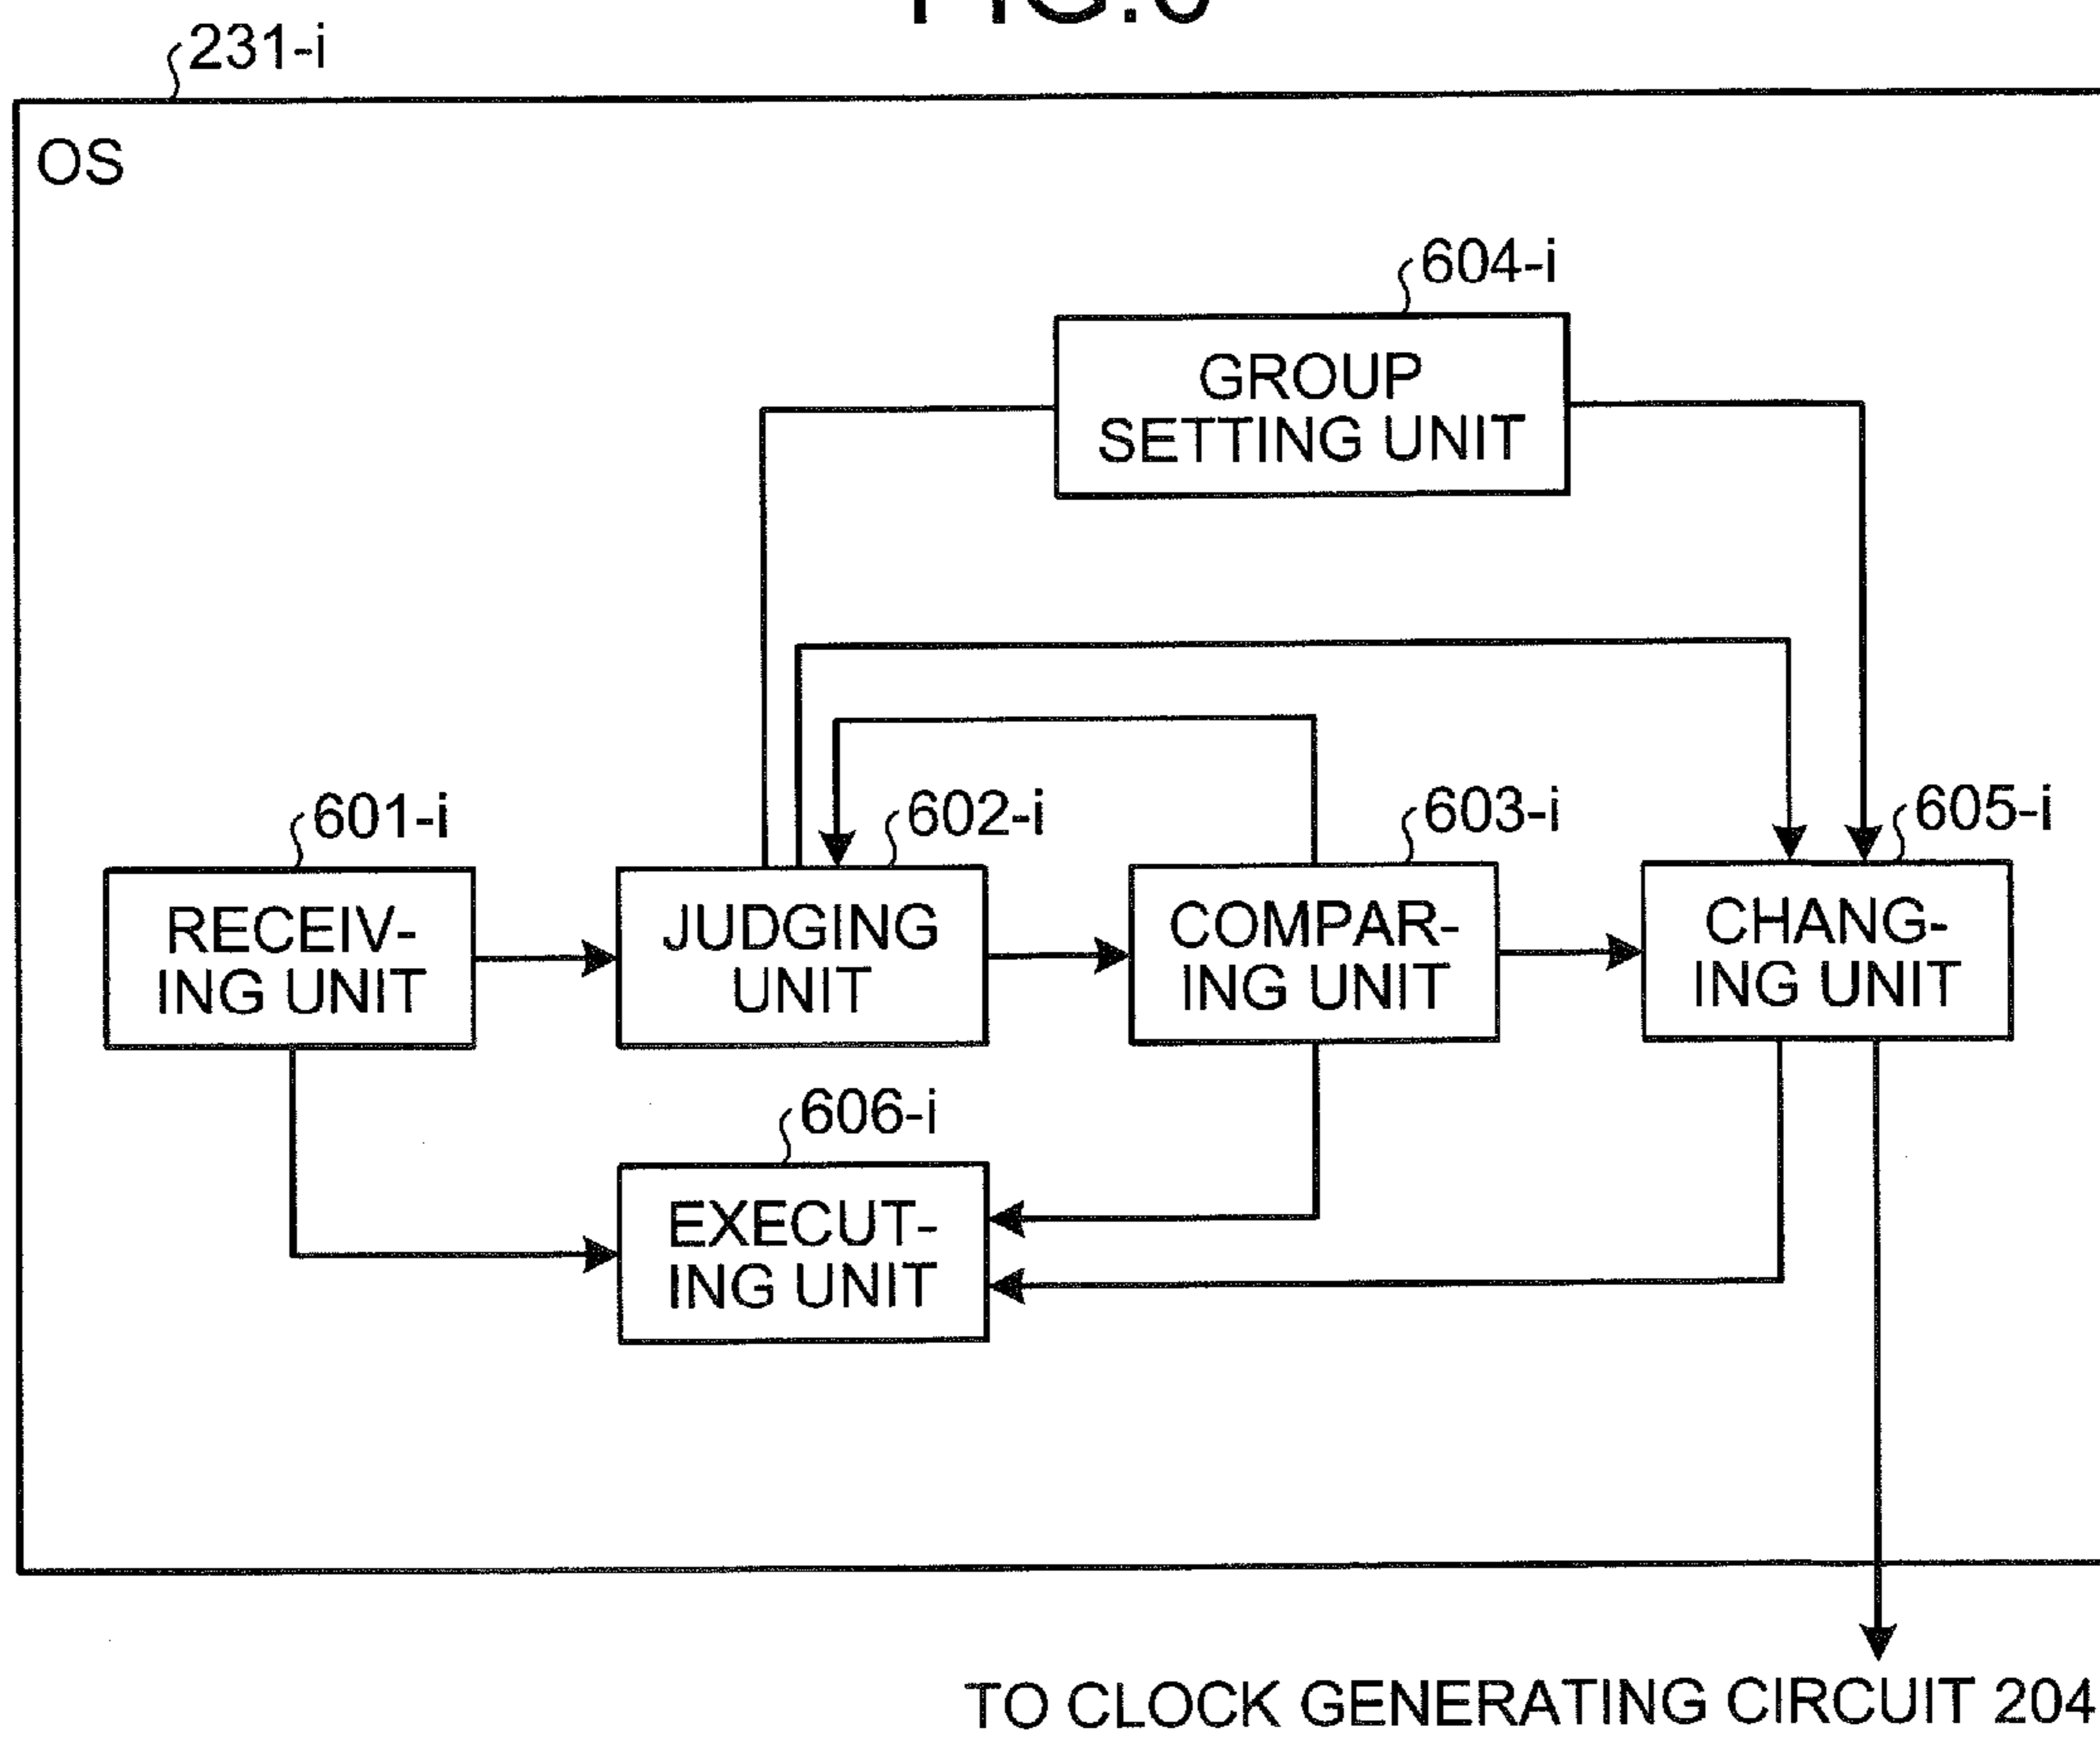 231-i
OS
604-i
GROUP
SETTING UNIT
601-i
602-i
603-i
605-i
RECEIV-
ING UNIT
JUDGING
UNIT
COMPAR-
ING UNIT
CHANG-
ING UNIT
606-i
EXECUT-
ING UNIT
TO CLOCK GENERATING CIRCUIT 204